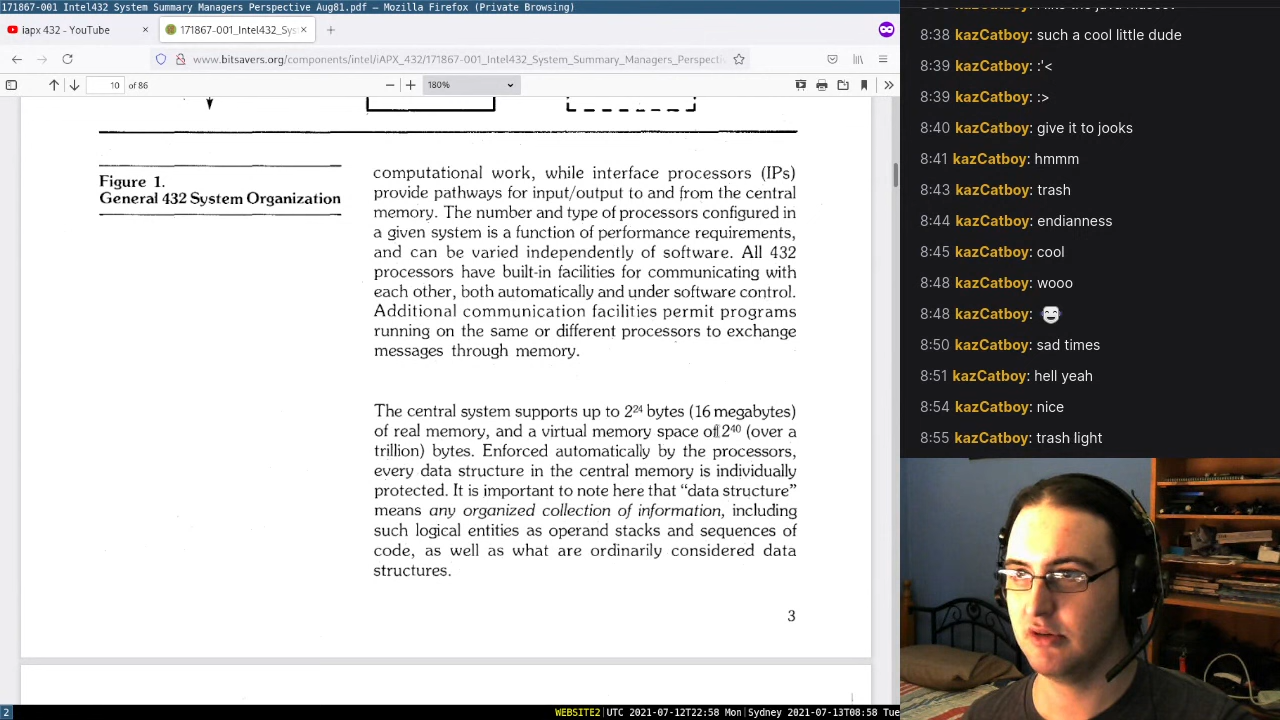 171867-001 Intel432 System Summary Managers Perspective Aug81.pdf — Mozilla Firefox (Private Browsing)
iapx 432 - YouTube
171867-001_Intel432_Sys
www.bitsavers.org/components/intel/iAPX_432/171867-001_Intel432_System_Summary_Managers_Perspecti
10 of 86
180%
Figure 1.
General 432 System Organization
computational work, while interface processors (IPs)
provide pathways for input/output to and from the central
memory. The number and type of processors configured in
a given system is a function of performance requirements,
and can be varied independently of software. All 432
processors have built-in facilities for communicating with
each other, both automatically and under software control.
Additional communication facilities permit programs
running on the same or different processors to exchange
messages through memory.
The central system supports up to 2²⁴ bytes (16 megabytes)
of real memory, and a virtual memory space of 2⁴⁰ (over a
trillion) bytes. Enforced automatically by the processors,
every data structure in the central memory is individually
protected. It is important to note here that “data structure”
means any organized collection of information, including
such logical entities as operand stacks and sequences of
code, as well as what are ordinarily considered data
structures.
3
8:38 kazCatboy: such a cool little dude
8:39 kazCatboy: :'<
8:39 kazCatboy: :>
8:40 kazCatboy: give it to jooks
8:41 kazCatboy: hmmm
8:43 kazCatboy: trash
8:44 kazCatboy: endianness
8:45 kazCatboy: cool
8:48 kazCatboy: wooo
8:48 kazCatboy:
8:50 kazCatboy: sad times
8:51 kazCatboy: hell yeah
8:54 kazCatboy: nice
8:55 kazCatboy: trash light
2
WEBSITE2|UTC 2021-07-12T22:58 Mon|Sydney 2021-07-13T08:58 Tue